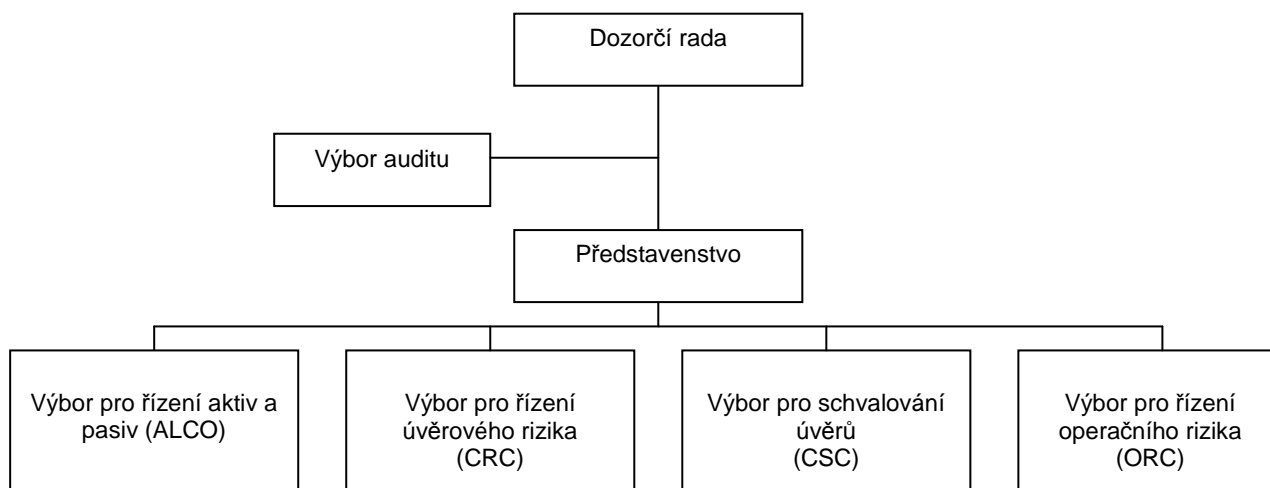 Dozorčí rada
Výbor auditu
Představenstvo
Výbor pro řízení aktiv a
pasiv (ALCO)
Výbor pro řízení
úvěrového rizika
(CRC)
Výbor pro schvalování
úvěrů
(CSC)
Výbor pro řízení
operačního rizika
(ORC)